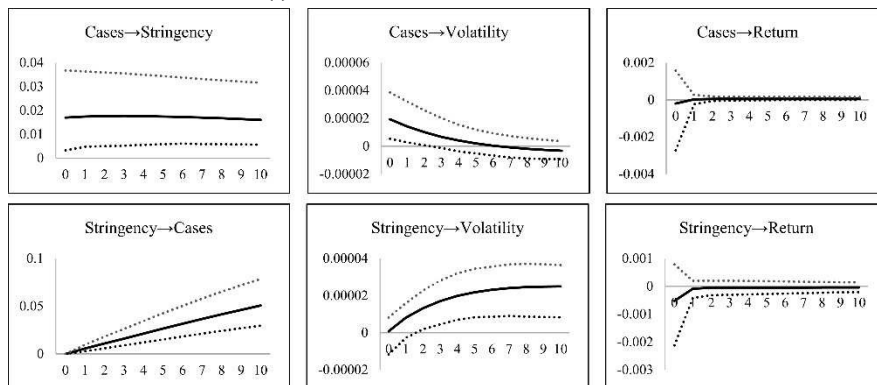 Cases→Stringency
0.04
0.03
0.02
0.01
0
0 1 2 3 4 5 6 7 8 9 10
Cases→Volatility
0.00006
0.00004
0.00002
0
-0.00002
0 1 2 3 4 5 6 7 8 9 10
Cases→Return
0.002
0
-0.002
-0.004
0 1 2 3 4 5 6 7 8 9 10
Stringency→Cases
0.1
0.05
0
0 1 2 3 4 5 6 7 8 9 10
Stringency→Volatility
0.00004
0.00002
0
-0.00002
0 1 2 3 4 5 6 7 8 9 10
Stringency→Return
0.001
0
-0.001
-0.002
-0.003
0 1 2 3 4 5 6 7 8 9 10